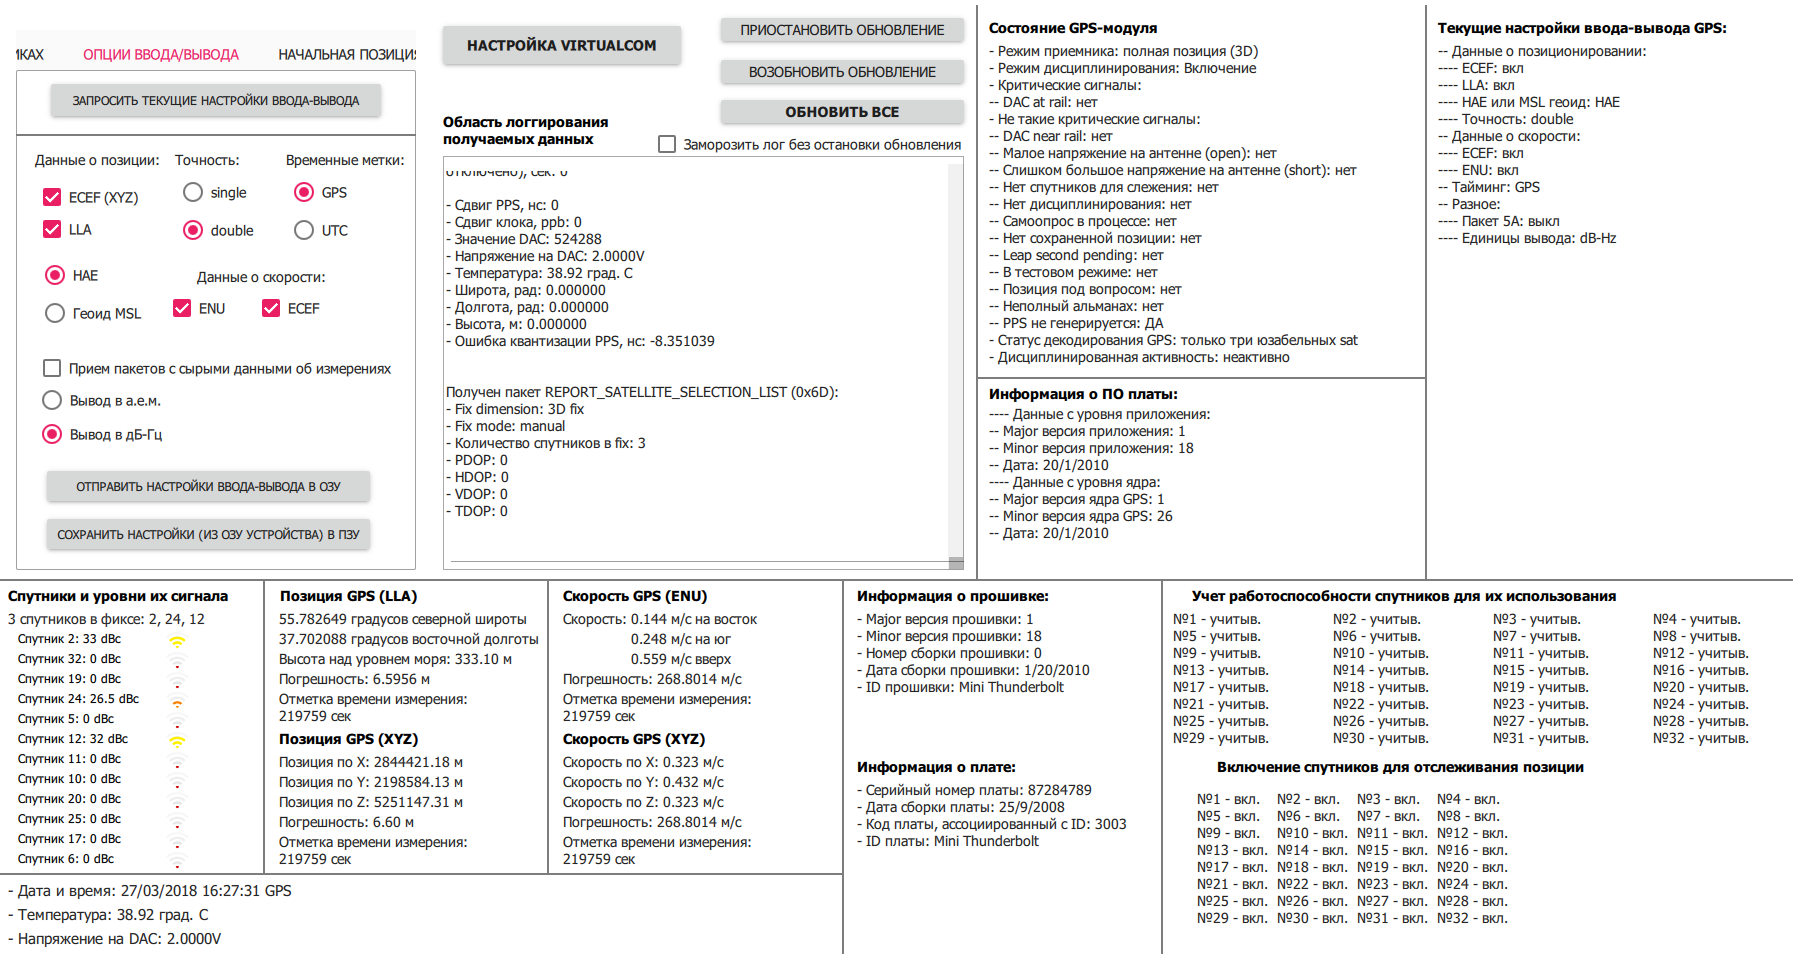 ИКАХ
ОПЦИИ ВВОДА/ВЫВОДА
НАЧАЛЬНАЯ ПОЗИЦИЯ
ЗАПРОСИТЬ ТЕКУЩИЕ НАСТРОЙКИ ВВОДА-ВЫВОДА
Данные о позиции:
Точность:
Временные метки:
ECEF (XYZ)
single
GPS
LLA
double
UTC
HAE
Данные о скорости:
Геоид MSL
ENU
ECEF
Прием пакетов с сырыми данными об измерениях
Вывод в а.е.м.
Вывод в дБ-Гц
ОТПРАВИТЬ НАСТРОЙКИ ВВОДА-ВЫВОДА В ОЗУ
СОХРАНИТЬ НАСТРОЙКИ (ИЗ ОЗУ УСТРОЙСТВА) В ПЗУ
НАСТРОЙКА VIRTUALCOM
ПРИОСТАНОВИТЬ ОБНОВЛЕНИЕ
ВОЗОБНОВИТЬ ОБНОВЛЕНИЕ
ОБНОВИТЬ ВСЕ
Область логгирования
получаемых данных
Заморозить лог без остановки обновления
отключено), сек: 0
- Сдвиг PPS, нс: 0
- Сдвиг клока, ppb: 0
- Значение DAC: 524288
- Напряжение на DAC: 2.0000V
- Температура: 38.92 град. C
- Широта, рад: 0.000000
- Долгота, рад: 0.000000
- Высота, м: 0.000000
- Ошибка квантизации PPS, нс: -8.351039
Получен пакет REPORT_SATELLITE_SELECTION_LIST (0x6D):
- Fix dimension: 3D fix
- Fix mode: manual
- Количество спутников в fix: 3
- PDOP: 0
- HDOP: 0
- VDOP: 0
- TDOP: 0
Состояние GPS-модуля
- Режим приемника: полная позиция (3D)
- Режим дисциплинирования: Включение
- Критические сигналы:
-- DAC at rail: нет
- Не такие критические сигналы:
-- DAC near rail: нет
-- Малое напряжение на антенне (open): нет
-- Слишком большое напряжение на антенне (short): нет
-- Нет спутников для слежения: нет
-- Нет дисциплинирования: нет
-- Самоопрос в процессе: нет
-- Нет сохраненной позиции: нет
-- Leap second pending: нет
-- В тестовом режиме: нет
-- Позиция под вопросом: нет
-- Неполный альманах: нет
-- PPS не генерируется: ДА
- Статус декодирования GPS: только три юзабельных sat
- Дисциплинированная активность: неактивно
Информация о ПО платы:
---- Данные с уровня приложения:
-- Major версия приложения: 1
-- Minor версия приложения: 18
-- Дата: 20/1/2010
---- Данные с уровня ядра:
-- Major версия ядра GPS: 1
-- Minor версия ядра GPS: 26
-- Дата: 20/1/2010
Текущие настройки ввода-вывода GPS:
-- Данные о позиционировании:
---- ECEF: вкл
---- LLA: вкл
---- HAE или MSL геоид: HAE
---- Точность: double
-- Данные о скорости:
---- ECEF: вкл
---- ENU: вкл
-- Тайминг: GPS
-- Разное:
---- Пакет 5A: выкл
---- Единицы вывода: dB-Hz
Спутники и уровни их сигнала
3 спутников в фиксе: 2, 24, 12
Спутник 2: 33 dBc
Спутник 32: 0 dBc
Спутник 19: 0 dBc
Спутник 24: 26.5 dBc
Спутник 5: 0 dBc
Спутник 12: 32 dBc
Спутник 11: 0 dBc
Спутник 10: 0 dBc
Спутник 20: 0 dBc
Спутник 25: 0 dBc
Спутник 17: 0 dBc
Спутник 6: 0 dBc
Позиция GPS (LLA)
55.782649 градусов северной широты
37.702088 градусов восточной долготы
Высота над уровнем моря: 333.10 м
Погрешность: 6.5956 м
Отметка времени измерения:
219759 сек
Позиция GPS (XYZ)
Позиция по X: 2844421.18 м
Позиция по Y: 2198584.13 м
Позиция по Z: 5251147.31 м
Погрешность: 6.60 м
Отметка времени измерения:
219759 сек
Скорость GPS (ENU)
Скорость: 0.144 м/с на восток
0.248 м/с на юг
0.559 м/с вверх
Погрешность: 268.8014 м/с
Отметка времени измерения:
219759 сек
Скорость GPS (XYZ)
Скорость по X: 0.323 м/с
Скорость по Y: 0.432 м/с
Скорость по Z: 0.323 м/с
Погрешность: 268.8014 м/с
Отметка времени измерения:
219759 сек
- Дата и время: 27/03/2018 16:27:31 GPS
- Температура: 38.92 град. C
- Напряжение на DAC: 2.0000V
Информация о прошивке:
- Major версия прошивки: 1
- Minor версия прошивки: 18
- Номер сборки прошивки: 0
- Дата сборки прошивки: 1/20/2010
- ID прошивки: Mini Thunderbolt
Информация о плате:
- Серийный номер платы: 87284789
- Дата сборки платы: 25/9/2008
- Код платы, ассоциированный с ID: 3003
- ID платы: Mini Thunderbolt
Учет работоспособности спутников для их использования
№1 - учитыв. №2 - учитыв. №3 - учитыв. №4 - учитыв.
№5 - учитыв. №6 - учитыв. №7 - учитыв. №8 - учитыв.
№9 - учитыв. №10 - учитыв. №11 - учитыв. №12 - учитыв.
№13 - учитыв. №14 - учитыв. №15 - учитыв. №16 - учитыв.
№17 - учитыв. №18 - учитыв. №19 - учитыв. №20 - учитыв.
№21 - учитыв. №22 - учитыв. №23 - учитыв. №24 - учитыв.
№25 - учитыв. №26 - учитыв. №27 - учитыв. №28 - учитыв.
№29 - учитыв. №30 - учитыв. №31 - учитыв. №32 - учитыв.
Включение спутников для отслеживания позиции
№1 - вкл. №2 - вкл. №3 - вкл. №4 - вкл.
№5 - вкл. №6 - вкл. №7 - вкл. №8 - вкл.
№9 - вкл. №10 - вкл. №11 - вкл. №12 - вкл.
№13 - вкл. №14 - вкл. №15 - вкл. №16 - вкл.
№17 - вкл. №18 - вкл. №19 - вкл. №20 - вкл.
№21 - вкл. №22 - вкл. №23 - вкл. №24 - вкл.
№25 - вкл. №26 - вкл. №27 - вкл. №28 - вкл.
№29 - вкл. №30 - вкл. №31 - вкл. №32 - вкл.